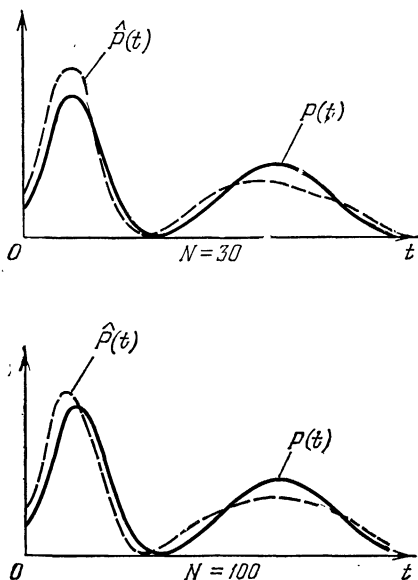 p̂(t)
p(t)
0
N = 30
t
p̂(t)
p(t)
0
N = 100
t